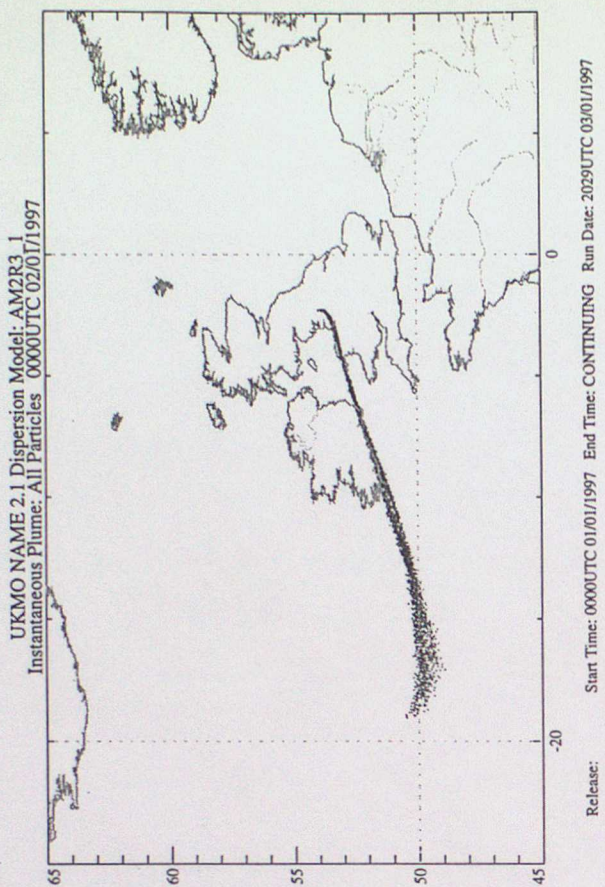 UKMO NAME 2.1 Dispersion Model: AM2R3_1
Instantaneous Plume: All Particles 0000UTC 02/01/1997
65
60
55
50
45
-20
0
Release: Start Time: 0000UTC 01/01/1997 End Time: CONTINUING Run Date: 2029UTC 03/01/1997